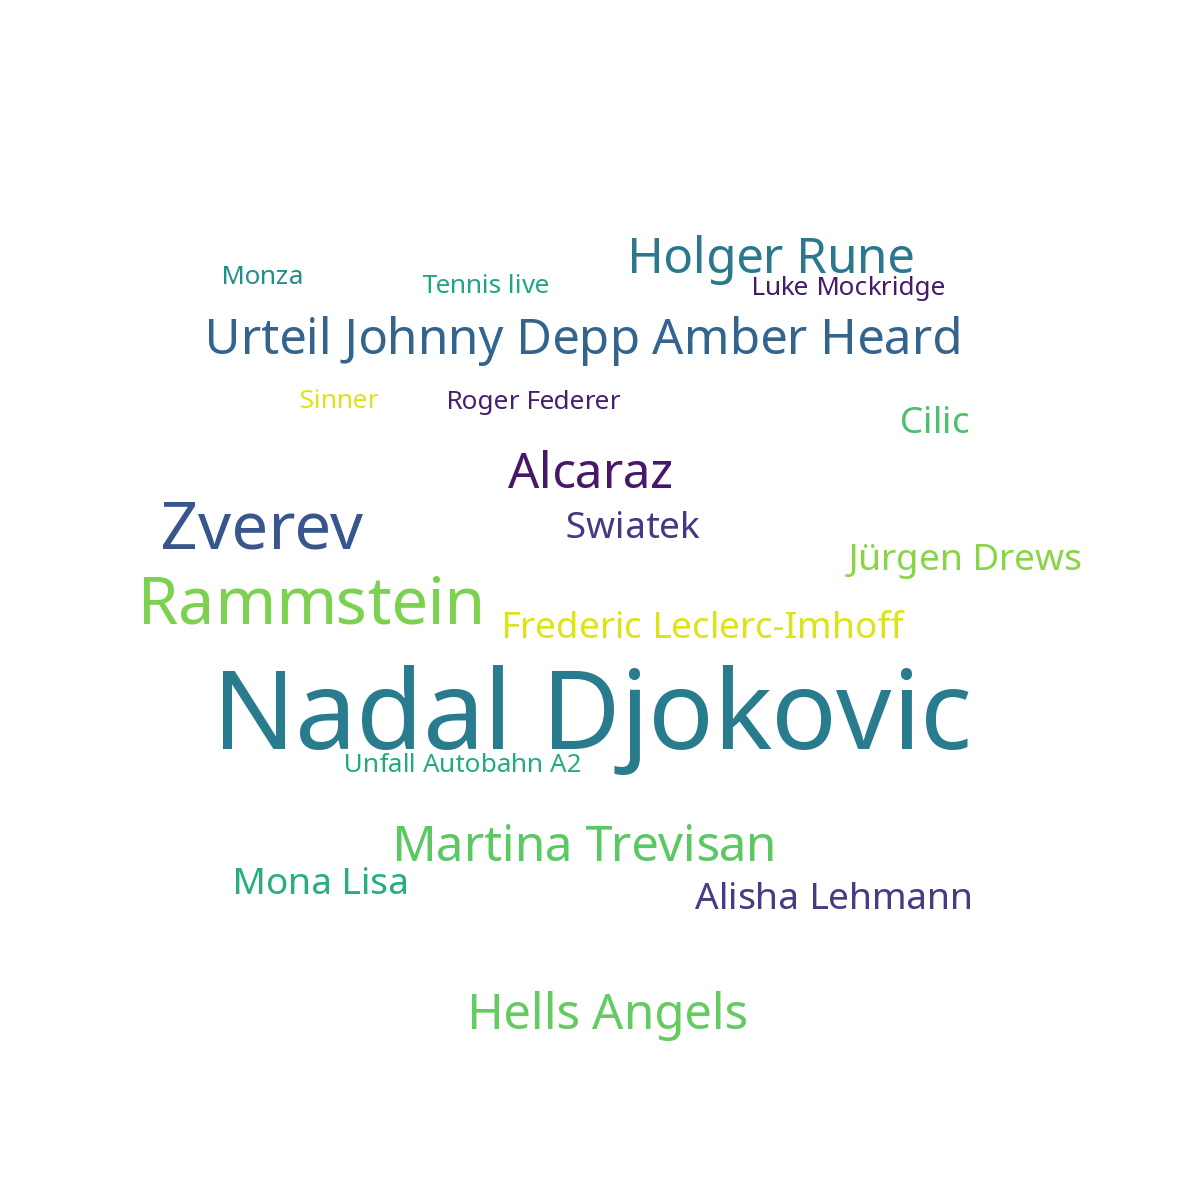 Holger Rune
Monza
Tennis live
Luke Mockridge
Urteil Johnny Depp Amber Heard
Sinner
Roger Federer
Cilic
Alcaraz
Zverev
Swiatek
Jürgen Drews
Rammstein
Frederic Leclerc-Imhoff
Nadal Djokovic
Unfall Autobahn A2
Martina Trevisan
Mona Lisa
Alisha Lehmann
Hells Angels